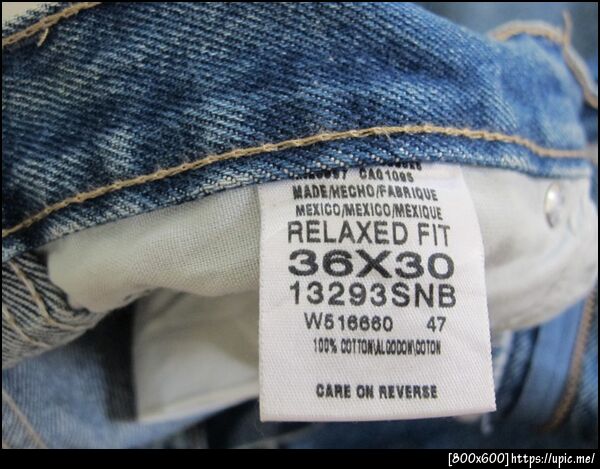 CA01085
MADE/HECHO/FABRIQUE
MEXICO/MEXICO/MEXIQUE
RELAXED FIT
36X30
13293SNB
W516660 47
100% COTTON\ALGODON\COTON
CARE ON REVERSE
[800x600]https://upic.me/